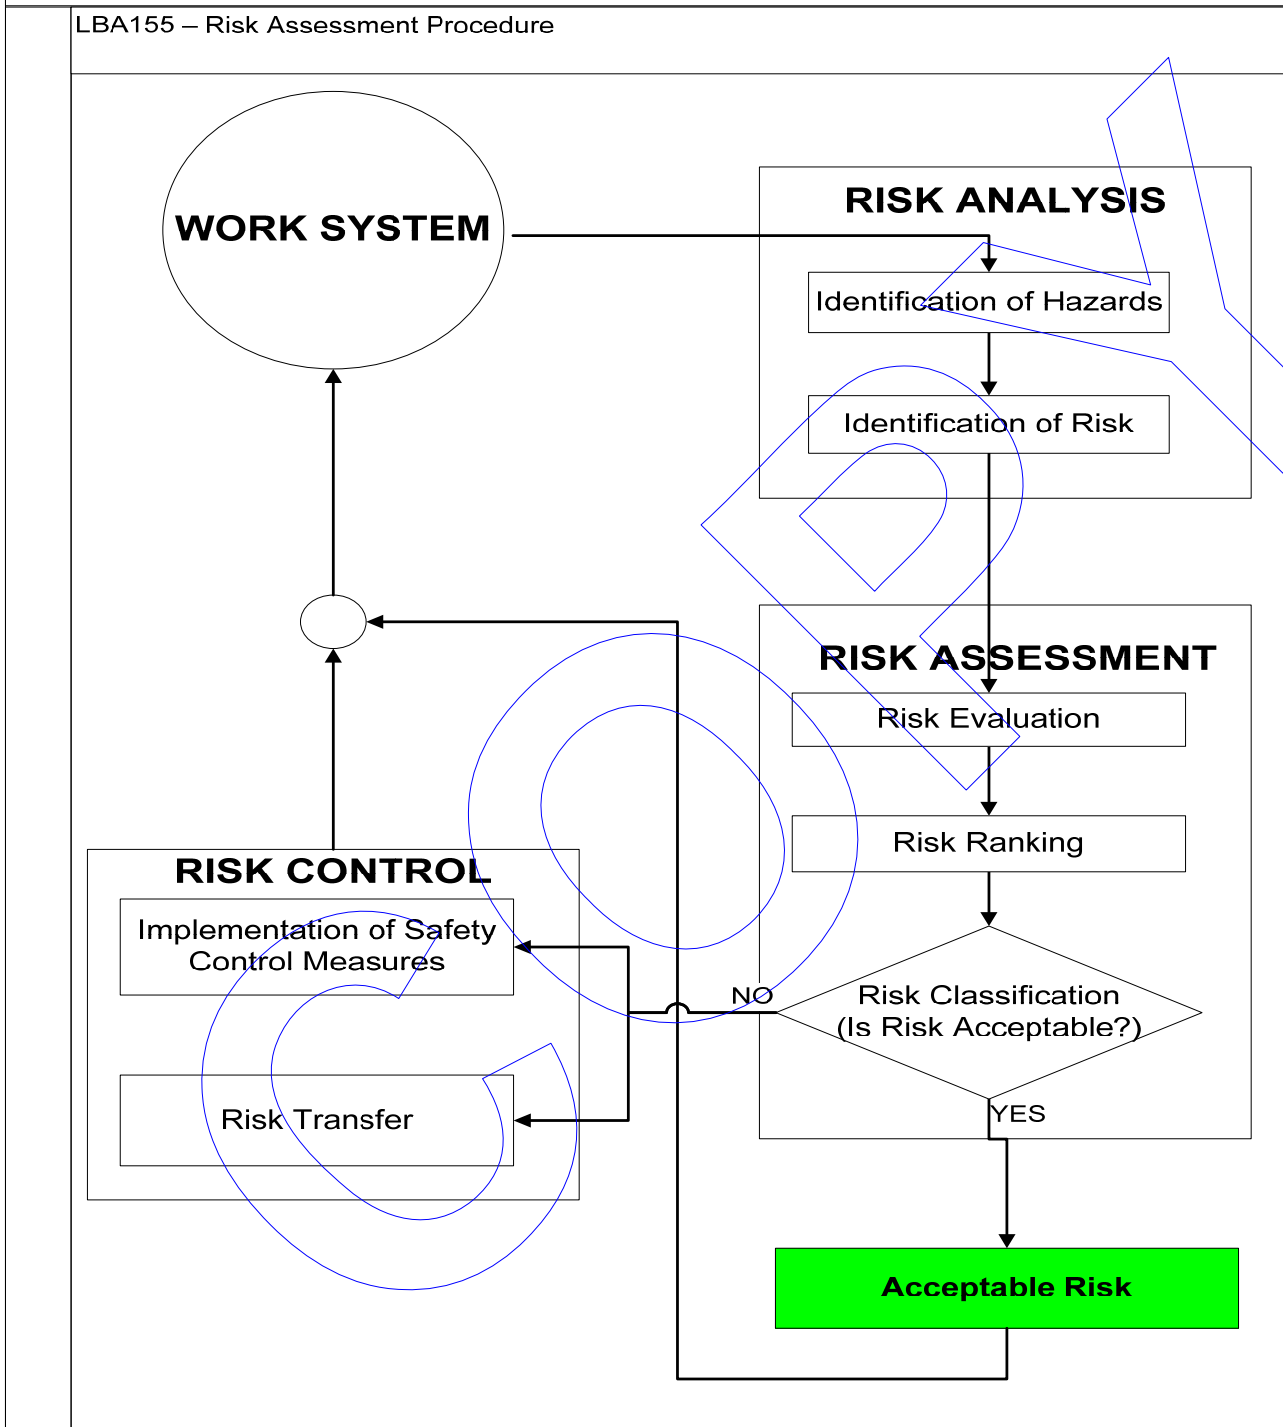 LBA155 – Risk Assessment Procedure
WORK SYSTEM
RISK ANALYSIS
Identification of Hazards
Identification of Risk
RISK ASSESSMENT
Risk Evaluation
Risk Ranking
Risk Classification
(Is Risk Acceptable?)
NO
YES
RISK CONTROL
Implementation of Safety
Control Measures
Risk Transfer
Acceptable Risk
COPY